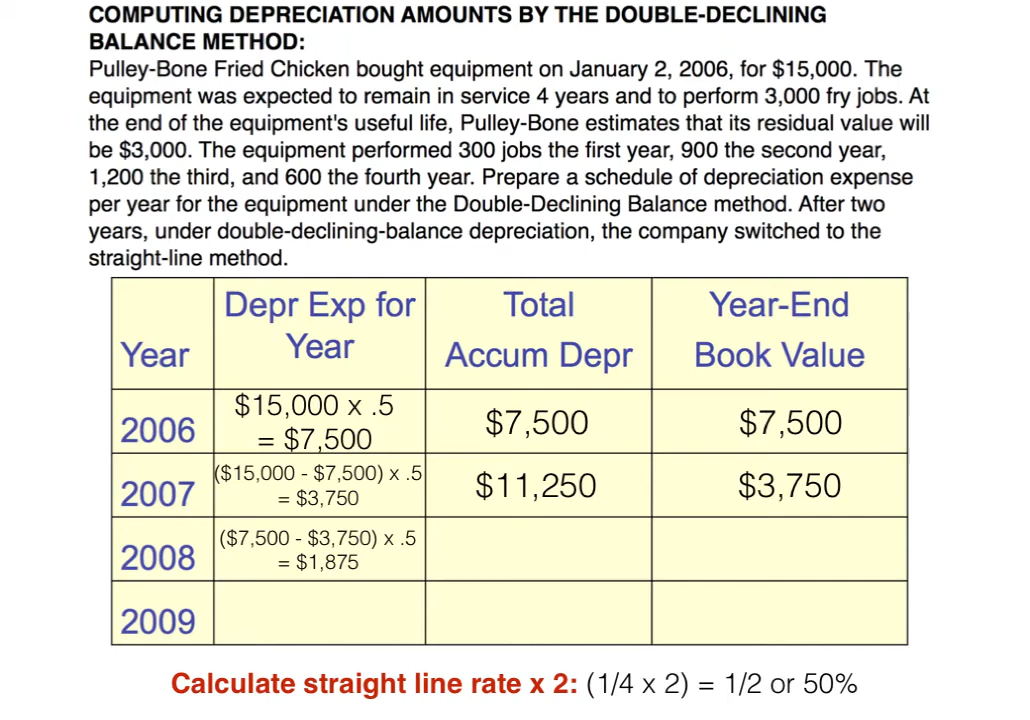 COMPUTING DEPRECIATION AMOUNTS BY THE DOUBLE-DECLINING
BALANCE METHOD:
Pulley-Bone Fried Chicken bought equipment on January 2, 2006, for $15,000. The
equipment was expected to remain in service 4 years and to perform 3,000 fry jobs. At
the end of the equipment's useful life, Pulley-Bone estimates that its residual value will
be $3,000. The equipment performed 300 jobs the first year, 900 the second year,
1,200 the third, and 600 the fourth year. Prepare a schedule of depreciation expense
per year for the equipment under the Double-Declining Balance method. After two
years, under double-declining-balance depreciation, the company switched to the
straight-line method.
Year
Depr Exp for
Year
Total
Accum Depr
Year-End
Book Value
2006
$15,000 x .5
= $7,500
$7,500
$7,500
2007
($15,000 - $7,500) x .5
= $3,750
$11,250
$3,750
2008
($7,500 - $3,750) x .5
= $1,875
2009
Calculate straight line rate x 2: (1/4 x 2) = 1/2 or 50%